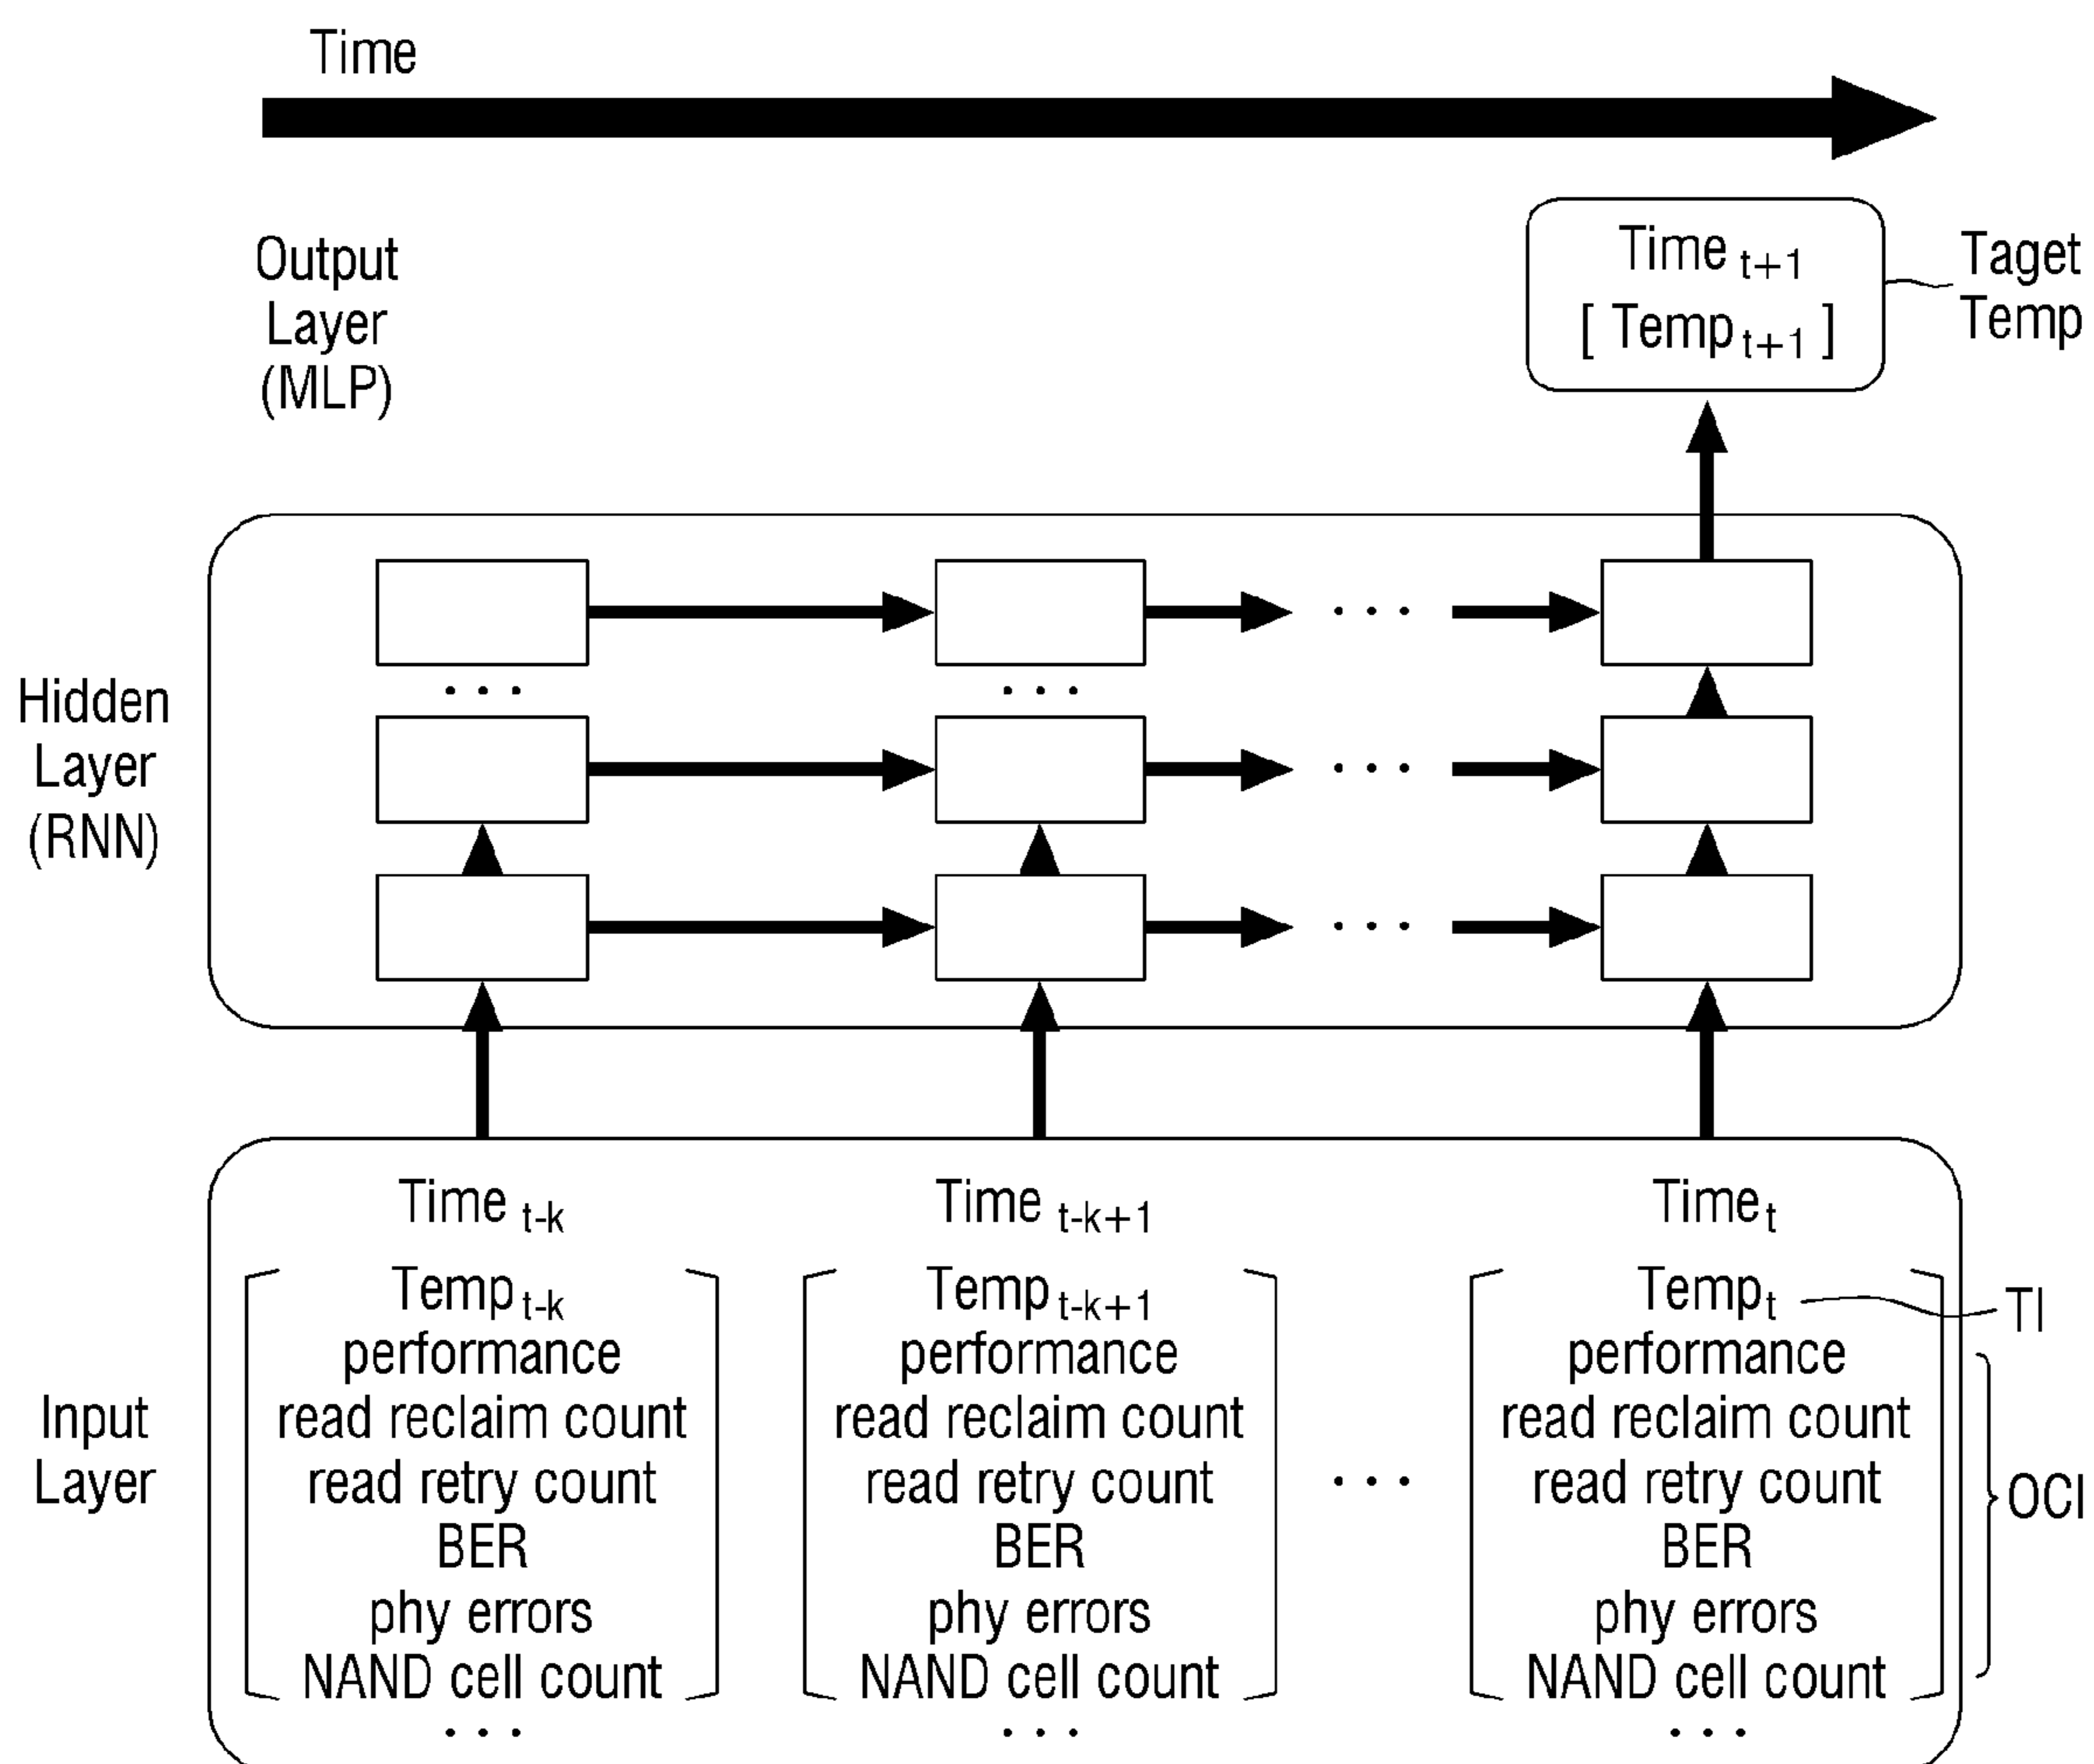 Time
Output
Layer
(MLP)
Time t+1
[ Temp t+1 ]
Taget
Temp
Hidden
Layer
(RNN)
. . .
. . .
. . .
. . .
. . .
Input
Layer
Time t-k
Temp t-k
performance
read reclaim count
read retry count
BER
phy errors
NAND cell count
. . .
Time t-k+1
Temp t-k+1
performance
read reclaim count
read retry count
BER
phy errors
NAND cell count
. . .
. . .
Time t
Temp t
performance
read reclaim count
read retry count
BER
phy errors
NAND cell count
. . .
TI
OCI